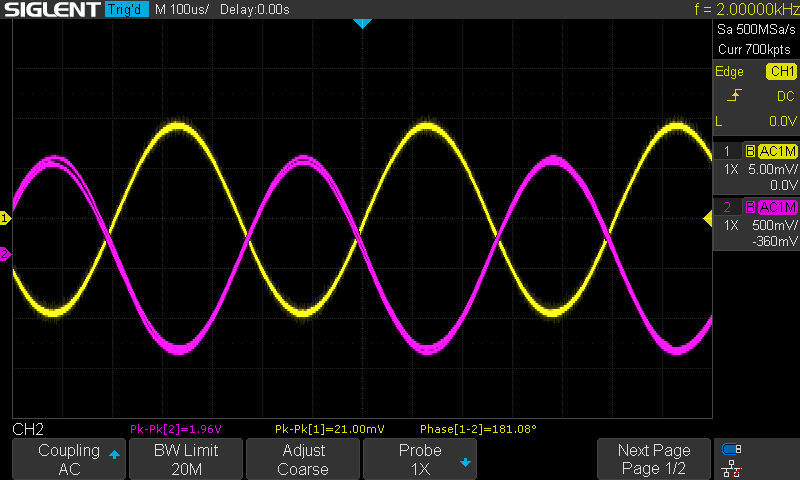 SIGLENT Trig'd M 100us/ Delay:0.00s f = 2.00000kHz
Sa 500MSa/s
Curr 700kpts
Edge CH1
DC
L 0.0V
1 B AC1M
1X 5.00mV/
0.0V
2 B AC1M
1X 500mV/
-360mV
1
2
CH2 Pk-Pk[2]=1.96V Pk-Pk[1]=21.00mV Phase[1-2]=181.08°
Coupling
AC
BW Limit
20M
Adjust
Coarse
Probe
1X
Next Page
Page 1/2